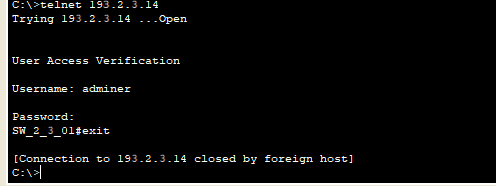 C:\>telnet 193.2.3.14
Trying 193.2.3.14 ...Open
User Access Verification
Username: adminer
Password:
SW_2_3_01#exit
[Connection to 193.2.3.14 closed by foreign host]
C:\>